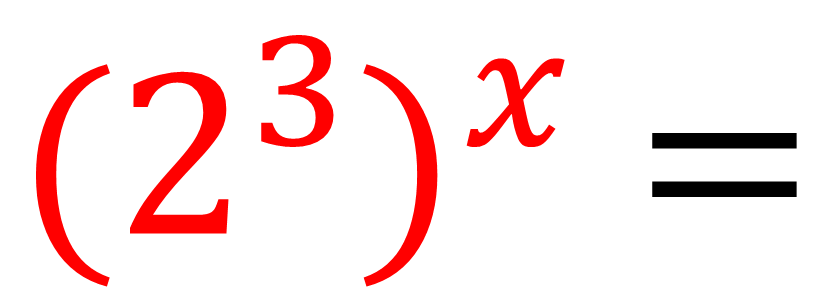 (2³)ˣ =